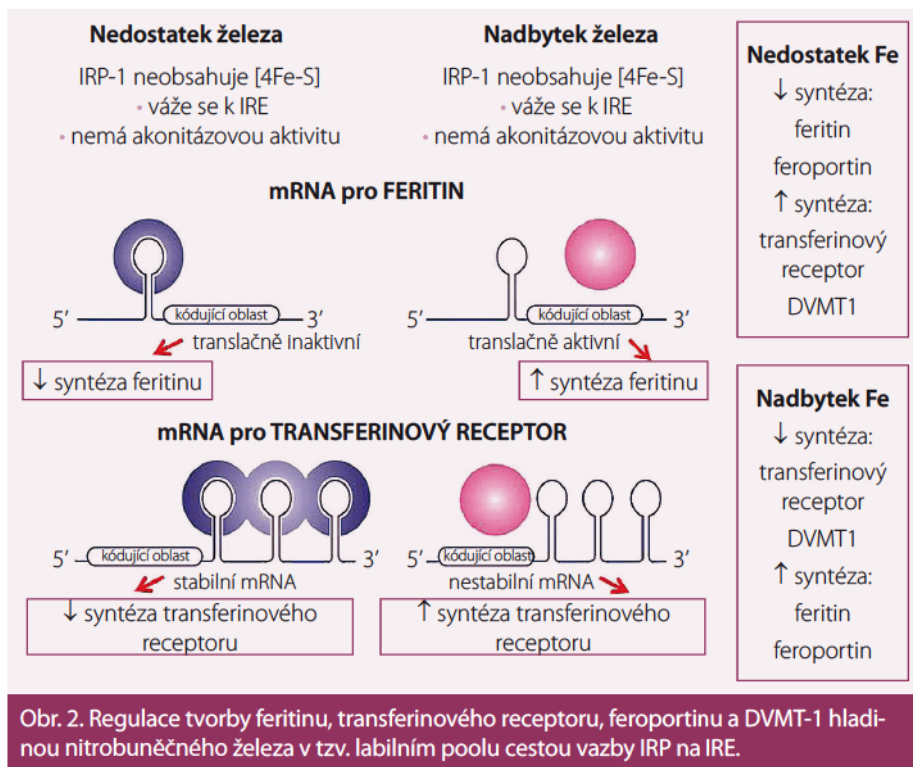 Nedostatek železa
IRP-1 neobsahuje [4Fe-S]
• váže se k IRE
• nemá akonitázovou aktivitu
Nadbytek železa
IRP-1 neobsahuje [4Fe-S]
• váže se k IRE
• nemá akonitázovou aktivitu
mRNA pro FERITIN
5′ kódující oblast 3′
translačně inaktivní
↓ syntéza feritinu
5′ kódující oblast 3′
translačně aktivní
↑ syntéza feritinu
mRNA pro TRANSFERINOVÝ RECEPTOR
5′ kódující oblast 3′
stabilní mRNA
↓ syntéza transferinového
receptoru
5′ kódující oblast 3′
nestabilní mRNA
↑ syntéza transferinového
receptoru
Nedostatek Fe
↓ syntéza:
feritin
feroportin
↑ syntéza:
transferinový
receptor
DVMT1
Nadbytek Fe
↓ syntéza:
transferinový
receptor
DVMT1
↑ syntéza:
feritin
feroportin
Obr. 2. Regulace tvorby feritinu, transferinového receptoru, feroportinu a DVMT-1 hladi-
nou nitrobuněčného železa v tzv. labilním poolu cestou vazby IRP na IRE.